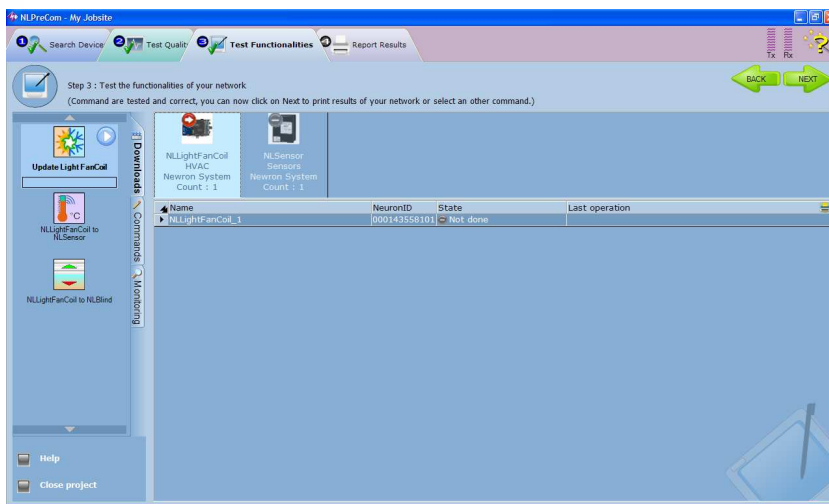 NLPreCom - My Jobsite
1 Search Device 2 Test Quality 3 Test Functionalities 4 Report Results
Tx Rx
Step 3 : Test the functionalities of your network
(Command are tested and correct, you can now click on Next to print results of your network or select an other command.)
BACK NEXT
Update Light FanCoil
°C
NLLightFanCoil to
NLSensor
NLLightFanCoil to NLBlind
Downloads
Commands
Monitoring
NLLightFanCoil
HVAC
Newron System
Count : 1
NLSensor
Sensors
Newron System
Count : 1
Name NeuronID State Last operation
NLLightFanCoil_1 000143558101 Not done
Help
Close project